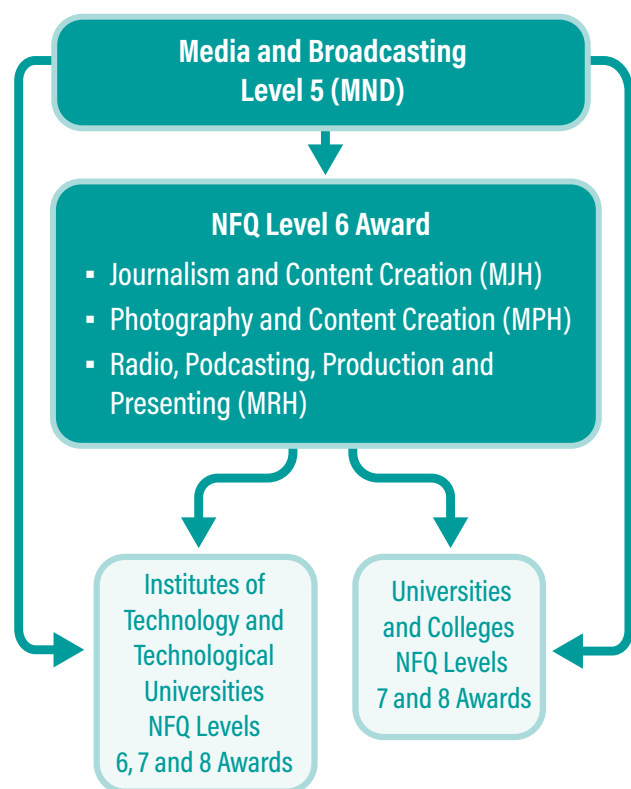 Media and Broadcasting
Level 5 (MND)
NFQ Level 6 Award
▪ Journalism and Content Creation (MJH)
▪ Photography and Content Creation (MPH)
▪ Radio, Podcasting, Production and
Presenting (MRH)
Institutes of
Technology and
Technological
Universities
NFQ Levels
6, 7 and 8 Awards
Universities
and Colleges
NFQ Levels
7 and 8 Awards